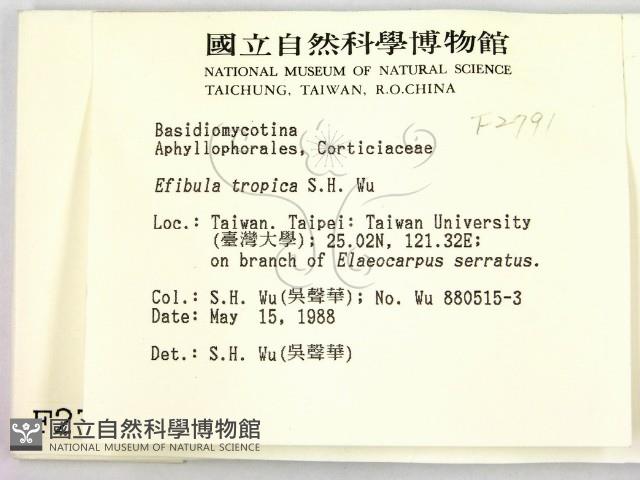 國立自然科學博物館
NATIONAL MUSEUM OF NATURAL SCIENCE
TAICHUNG, TAIWAN, R.O.CHINA
F2791
Basidiomycotina
Aphyllophorales, Corticiaceae
Efibula tropica S.H. Wu
Loc.: Taiwan. Taipei: Taiwan University
(臺灣大學); 25.02N, 121.32E;
on branch of Elaeocarpus serratus.
Col.: S.H. Wu(吳聲華); No. Wu 880515-3
Date: May 15, 1988
Det.: S.H. Wu(吳聲華)
國立自然科學博物館
NATIONAL MUSEUM OF NATURAL SCIENCE